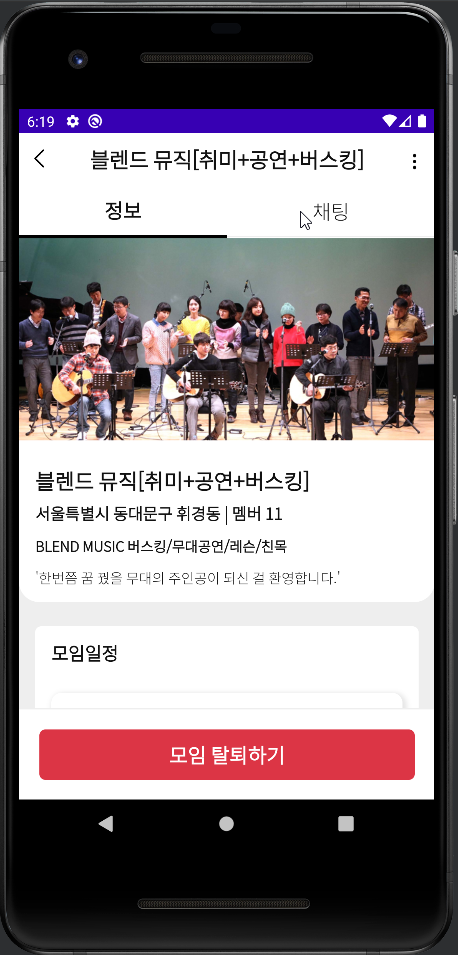 6:19
블렌드 뮤직[취미+공연+버스킹]
정보
채팅
블렌드 뮤직[취미+공연+버스킹]
서울특별시 동대문구 휘경동 | 멤버 11
BLEND MUSIC 버스킹/무대공연/레슨/친목
'한번쯤 꿈 꿨을 무대의 주인공이 되신 걸 환영합니다.'
모임일정
모임 탈퇴하기